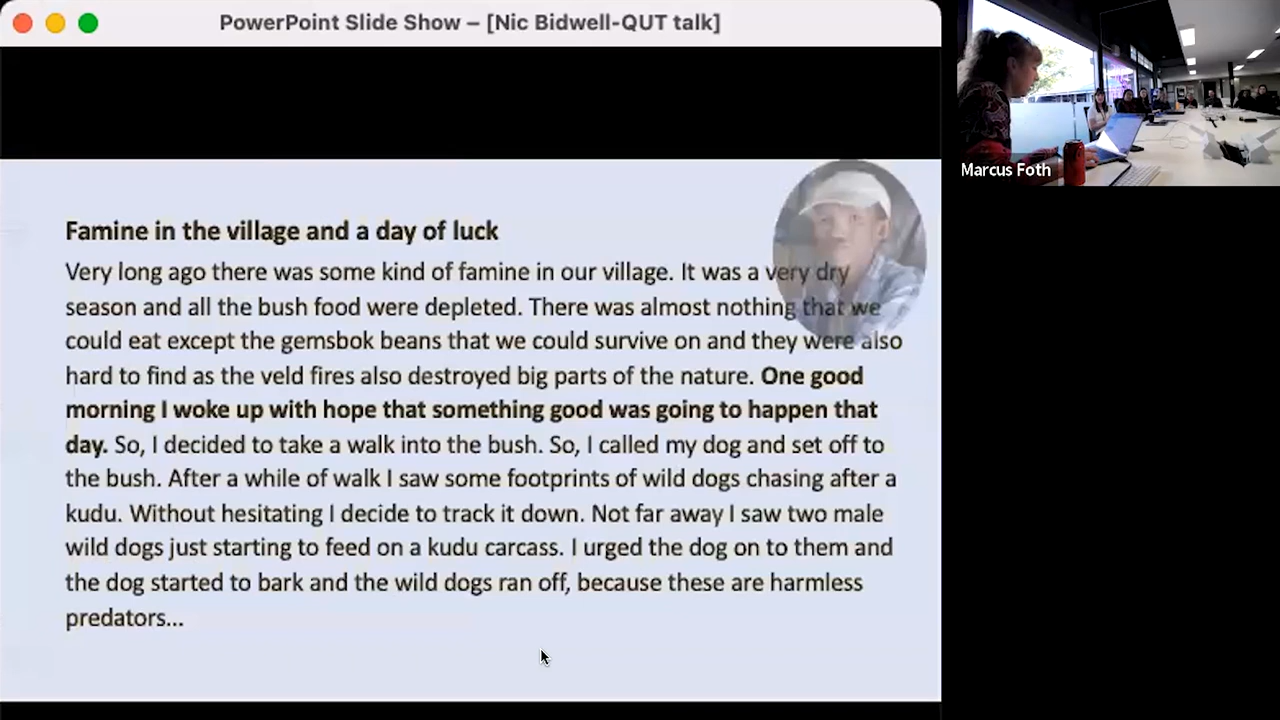 PowerPoint Slide Show – [Nic Bidwell-QUT talk]
Marcus Foth
Famine in the village and a day of luck
Very long ago there was some kind of famine in our village. It was a very dry
season and all the bush food were depleted. There was almost nothing that we
could eat except the gemsbok beans that we could survive on and they were also
hard to find as the veld fires also destroyed big parts of the nature. One good
morning I woke up with hope that something good was going to happen that
day. So, I decided to take a walk into the bush. So, I called my dog and set off to
the bush. After a while of walk I saw some footprints of wild dogs chasing after a
kudu. Without hesitating I decide to track it down. Not far away I saw two male
wild dogs just starting to feed on a kudu carcass. I urged the dog on to them and
the dog started to bark and the wild dogs ran off, because these are harmless
predators...